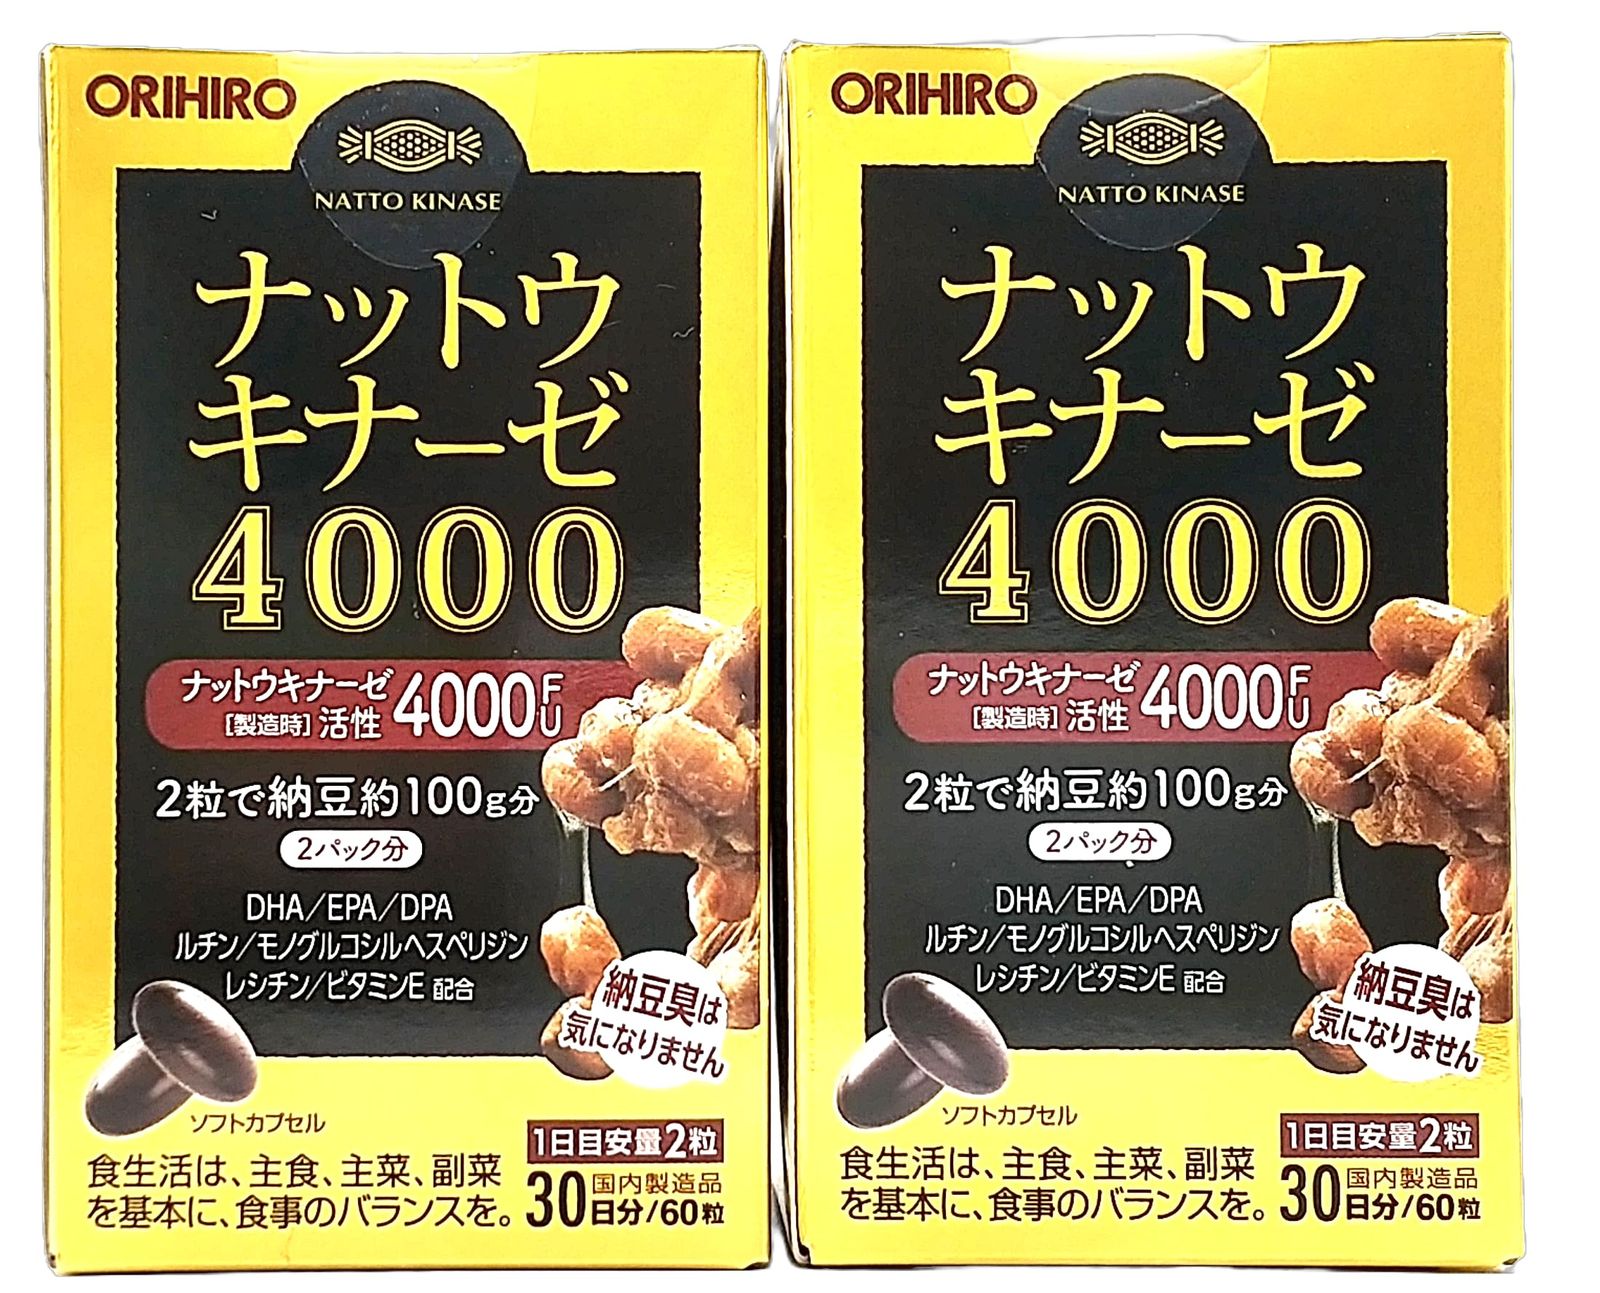 ORIHIRO
NATTO KINASE
ナットウ
キナーゼ
4000
ナットウキナーゼ
[製造時] 活性 4000FU
2粒で納豆約100g分
2パック分
DHA/EPA/DPA
ルチン/モノグルコシルヘスペリジン
レシチン/ビタミンE 配合
納豆臭は
気になりません
ソフトカプセル
1日目安量2粒
食生活は、主食、主菜、副菜
を基本に、食事のバランスを。
国内製造品
30日分/60粒
ORIHIRO
NATTO KINASE
ナットウ
キナーゼ
4000
ナットウキナーゼ
[製造時] 活性 4000FU
2粒で納豆約100g分
2パック分
DHA/EPA/DPA
ルチン/モノグルコシルヘスペリジン
レシチン/ビタミンE 配合
納豆臭は
気になりません
ソフトカプセル
1日目安量2粒
食生活は、主食、主菜、副菜
を基本に、食事のバランスを。
国内製造品
30日分/60粒